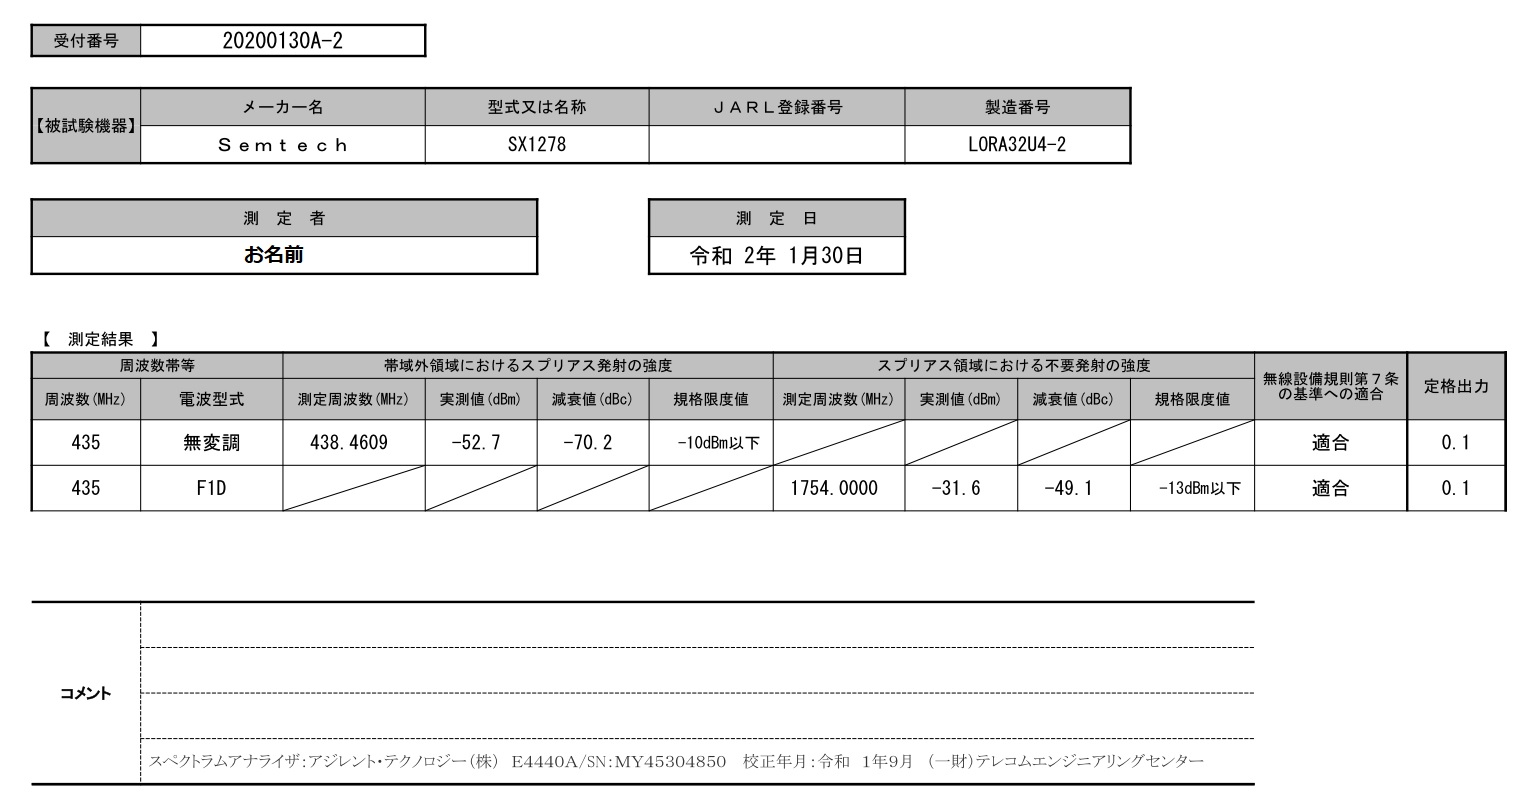 受付番号 20200130A-2
【被試験機器】 メーカー名 型式又は名称 ＪＡＲＬ登録番号 製造番号
Ｓｅｍｔｅｃｈ SX1278 LORA32U4-2
測　定　者 測　定　日
お名前 令和 2年 1月30日
【　測定結果　】
周波数帯等 帯域外領域におけるスプリアス発射の強度 スプリアス領域における不要発射の強度 無線設備規則第７条の基準への適合 定格出力
周波数(MHz) 電波型式 測定周波数(MHz) 実測値(dBm) 減衰値(dBc) 規格限度値 測定周波数(MHz) 実測値(dBm) 減衰値(dBc) 規格限度値
435 無変調 438.4609 -52.7 -70.2 -10dBm以下 適合 0.1
435 F1D 1754.0000 -31.6 -49.1 -13dBm以下 適合 0.1
コメント
スペクトラムアナライザ:アジレント・テクノロジー（株）　E4440A/SN:MY45304850　校正年月:令和　1年9月　（一財）テレコムエンジニアリングセンター